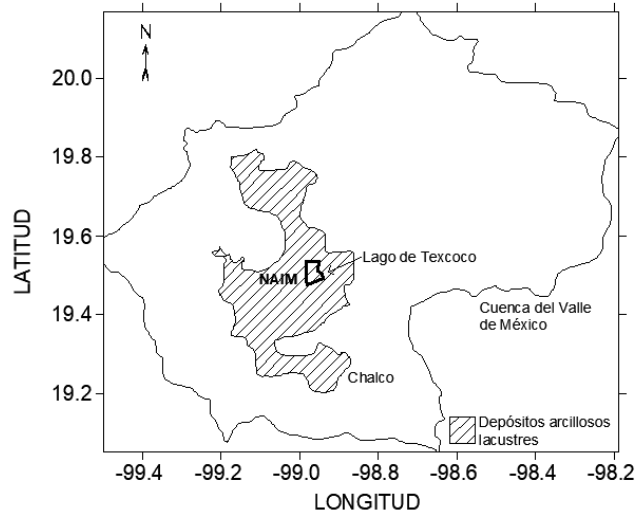 N
20.0
19.8
19.6
19.4
19.2
LATITUD
Lago de Texcoco
NAIM
Cuenca del Valle
de México
Chalco
Depósitos arcillosos
lacustres
-99.4 -99.2 -99.0 -98.8 -98.6 -98.4 -98.2
LONGITUD